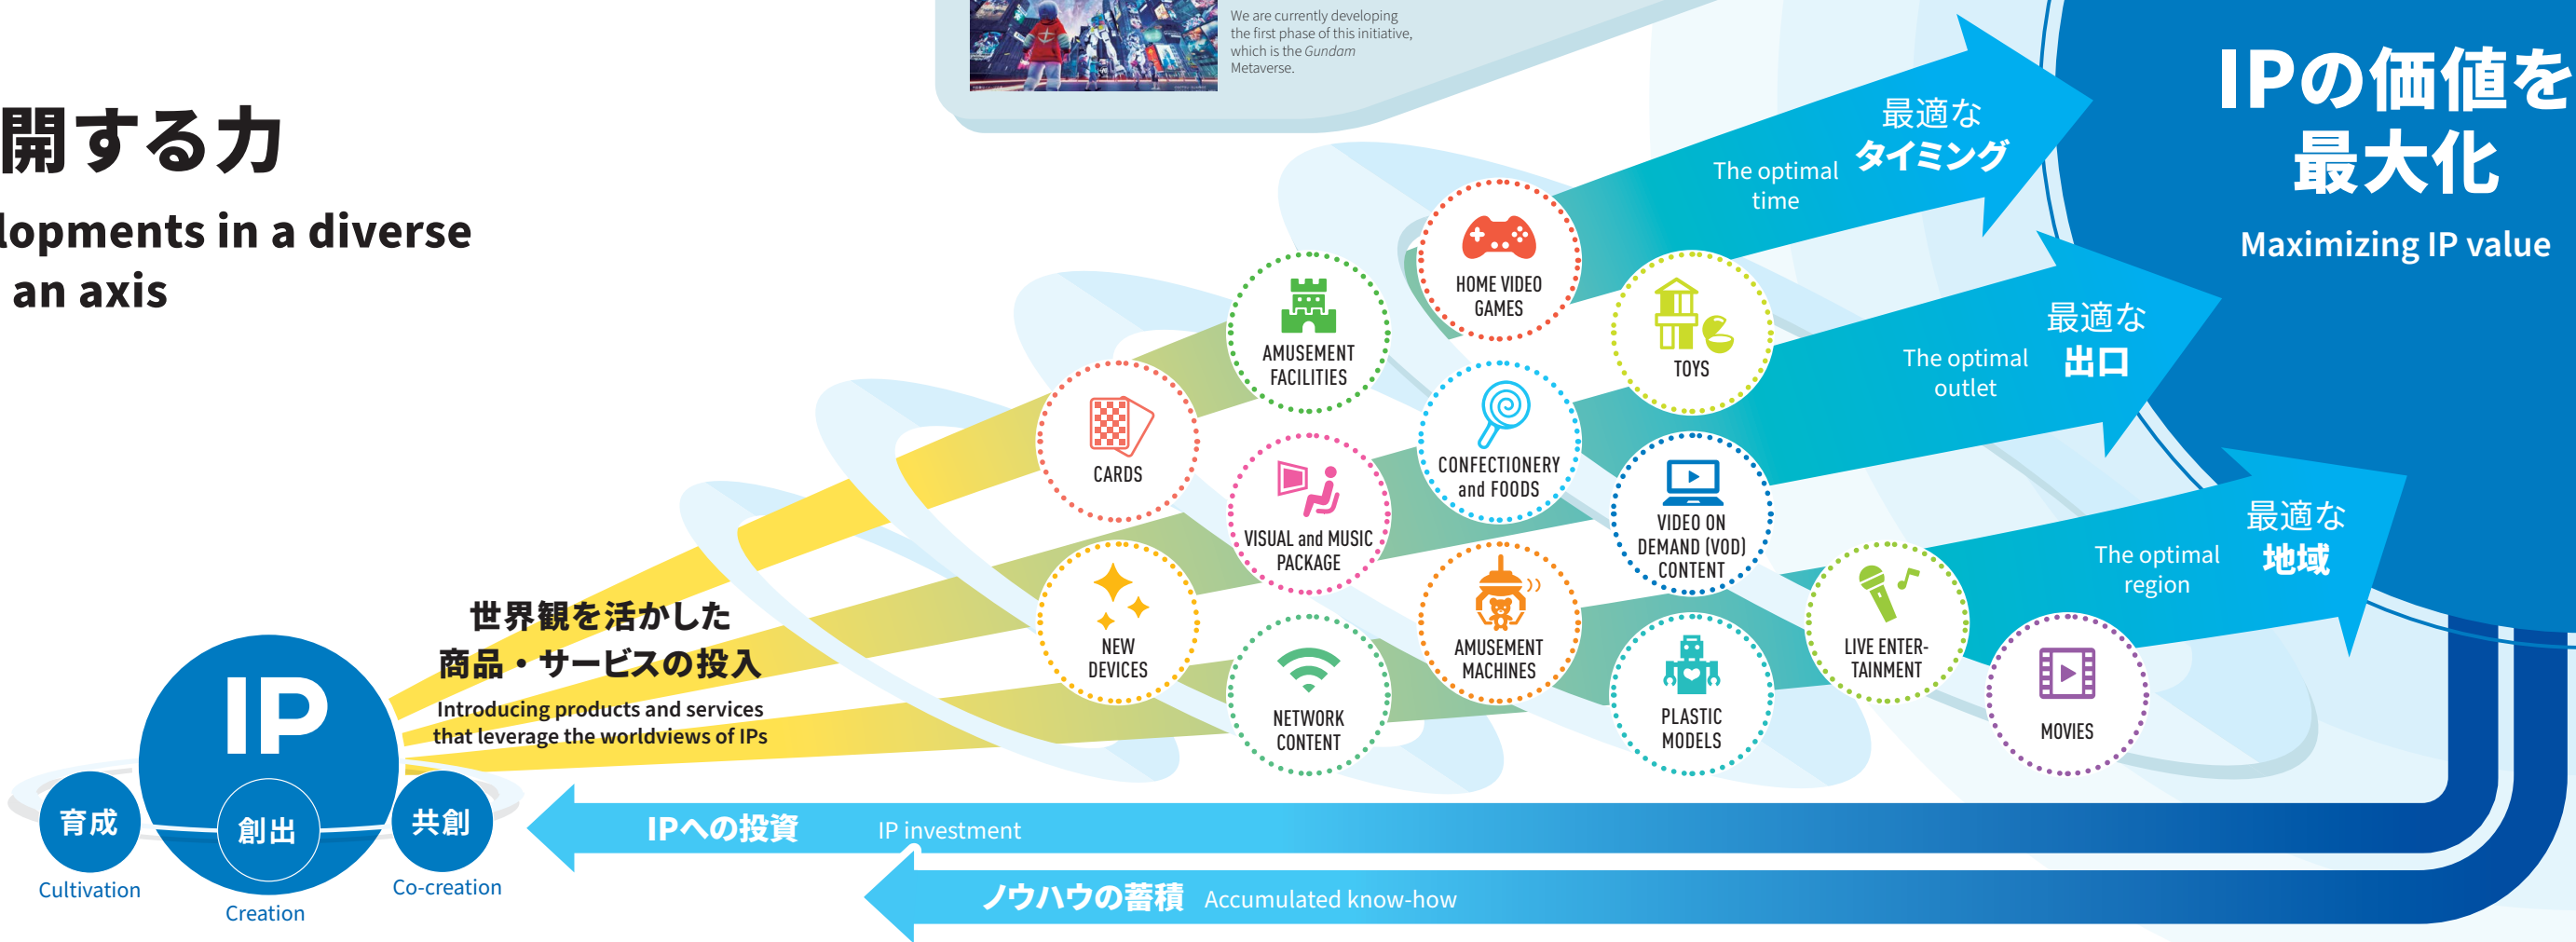 We are currently developing
the first phase of this initiative,
which is the Gundam
Metaverse.
開する力
lopments in a diverse
an axis
IPの価値を
最大化
Maximizing IP value
最適な
タイミング
The optimal
time
最適な
出口
The optimal
outlet
最適な
地域
The optimal
region
HOME VIDEO
GAMES
AMUSEMENT
FACILITIES
TOYS
CARDS
CONFECTIONERY
and FOODS
VISUAL and MUSIC
PACKAGE
VIDEO ON
DEMAND (VOD)
CONTENT
NEW
DEVICES
AMUSEMENT
MACHINES
LIVE ENTER-
TAINMENT
NETWORK
CONTENT
PLASTIC
MODELS
MOVIES
世界観を活かした
商品・サービスの投入
Introducing products and services
that leverage the worldviews of IPs
IP
育成
創出
共創
Cultivation
Creation
Co-creation
IPへの投資 IP investment
ノウハウの蓄積 Accumulated know-how